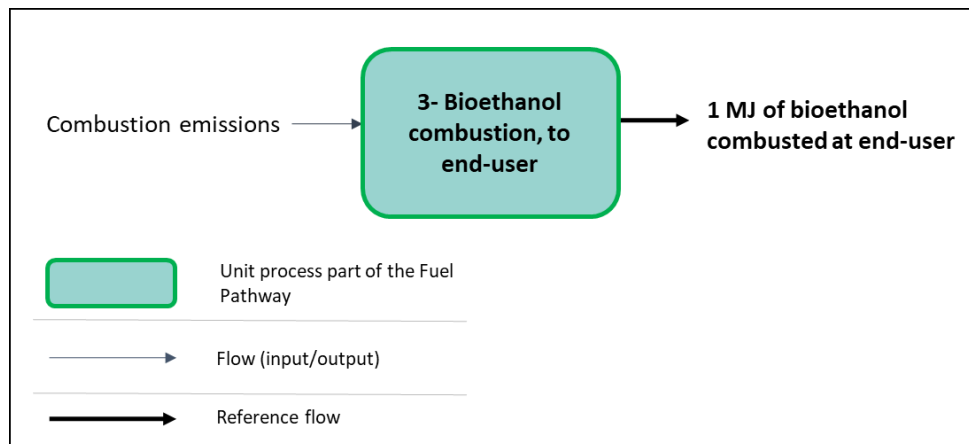 Combustion emissions
3- Bioethanol
combustion, to
end-user
1 MJ of bioethanol
combusted at end-user
Unit process part of the Fuel
Pathway
Flow (input/output)
Reference flow